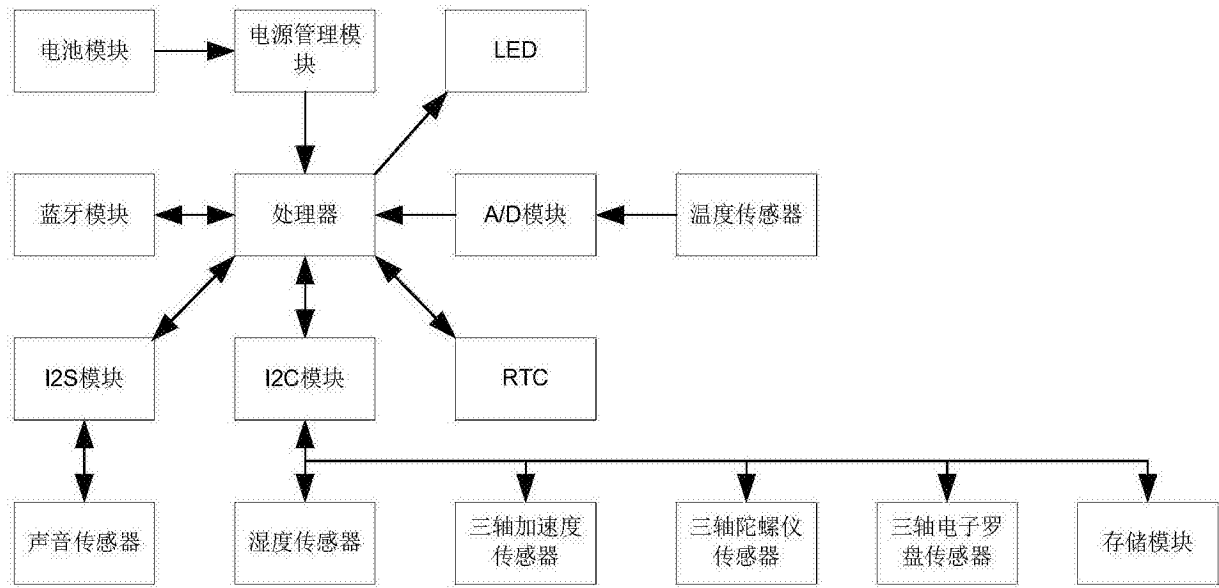 电池模块
电源管理模
块
LED
蓝牙模块
处理器
A/D模块
温度传感器
I2S模块
I2C模块
RTC
声音传感器
湿度传感器
三轴加速度
传感器
三轴陀螺仪
传感器
三轴电子罗
盘传感器
存储模块